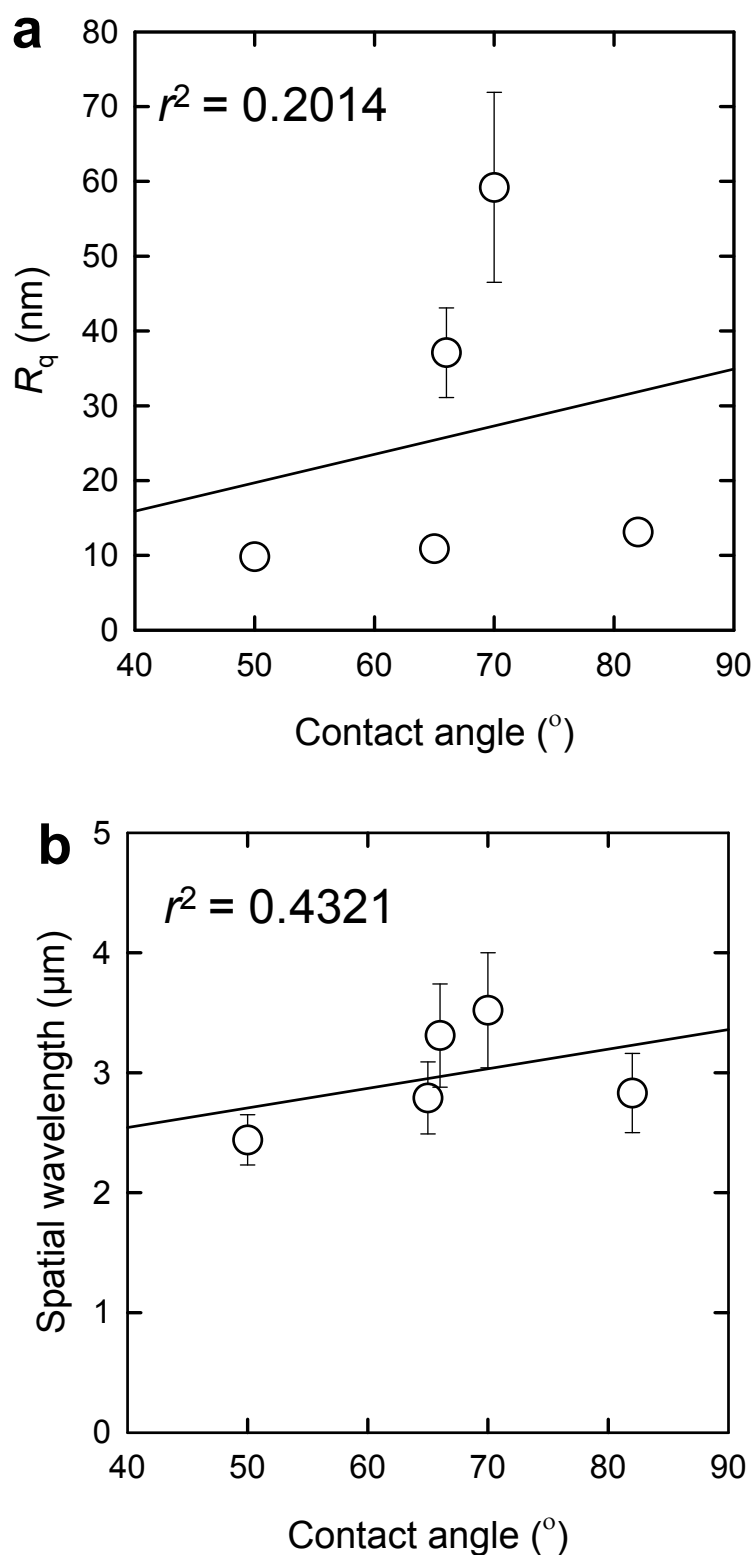 a
r² = 0.2014
80
70
60
50
40
30
20
10
0
R_q (nm)
40 50 60 70 80 90
Contact angle (°)
b
r² = 0.4321
5
4
3
2
1
0
Spatial wavelength (µm)
40 50 60 70 80 90
Contact angle (°)